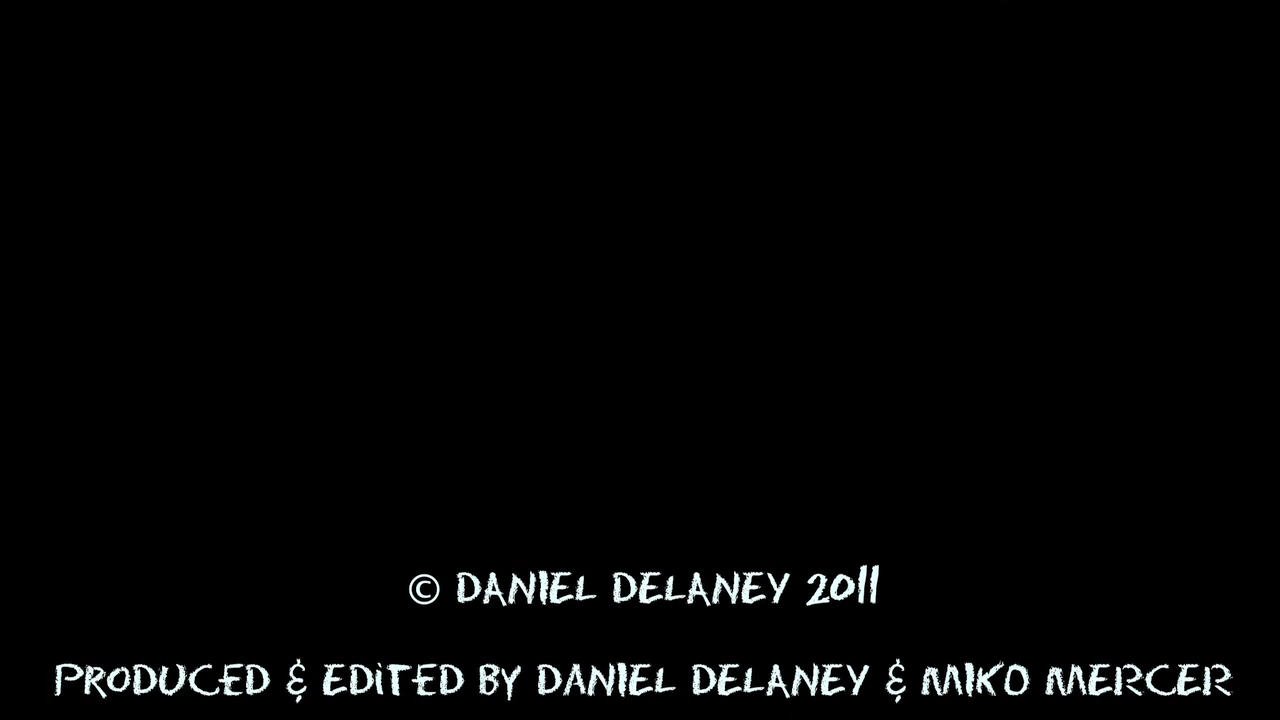 © DANIEL DELANEY 2011
PRODUCED & EDITED BY DANIEL DELANEY & MIKO MERCER